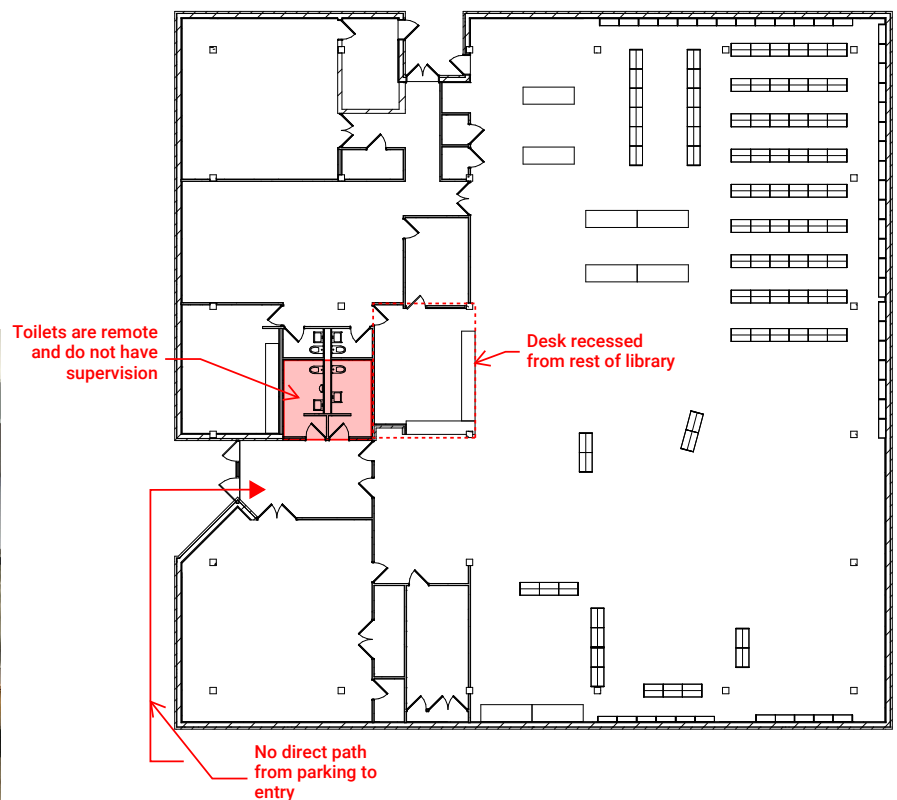 Toilets are remote
and do not have
supervision
Desk recessed
from rest of library
No direct path
from parking to
entry